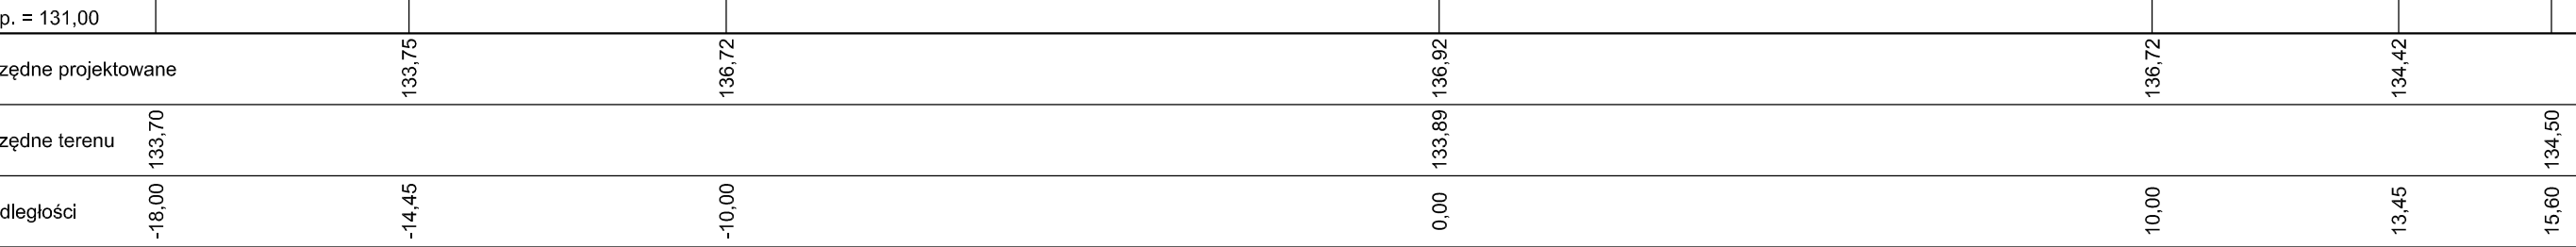 p. = 131,00
zędne projektowane 133,75 136,72 136,92 136,72 134,42
zędne terenu 133,70 133,89 134,50
dległości -18,00 -14,45 -10,00 0,00 10,00 13,45 15,60